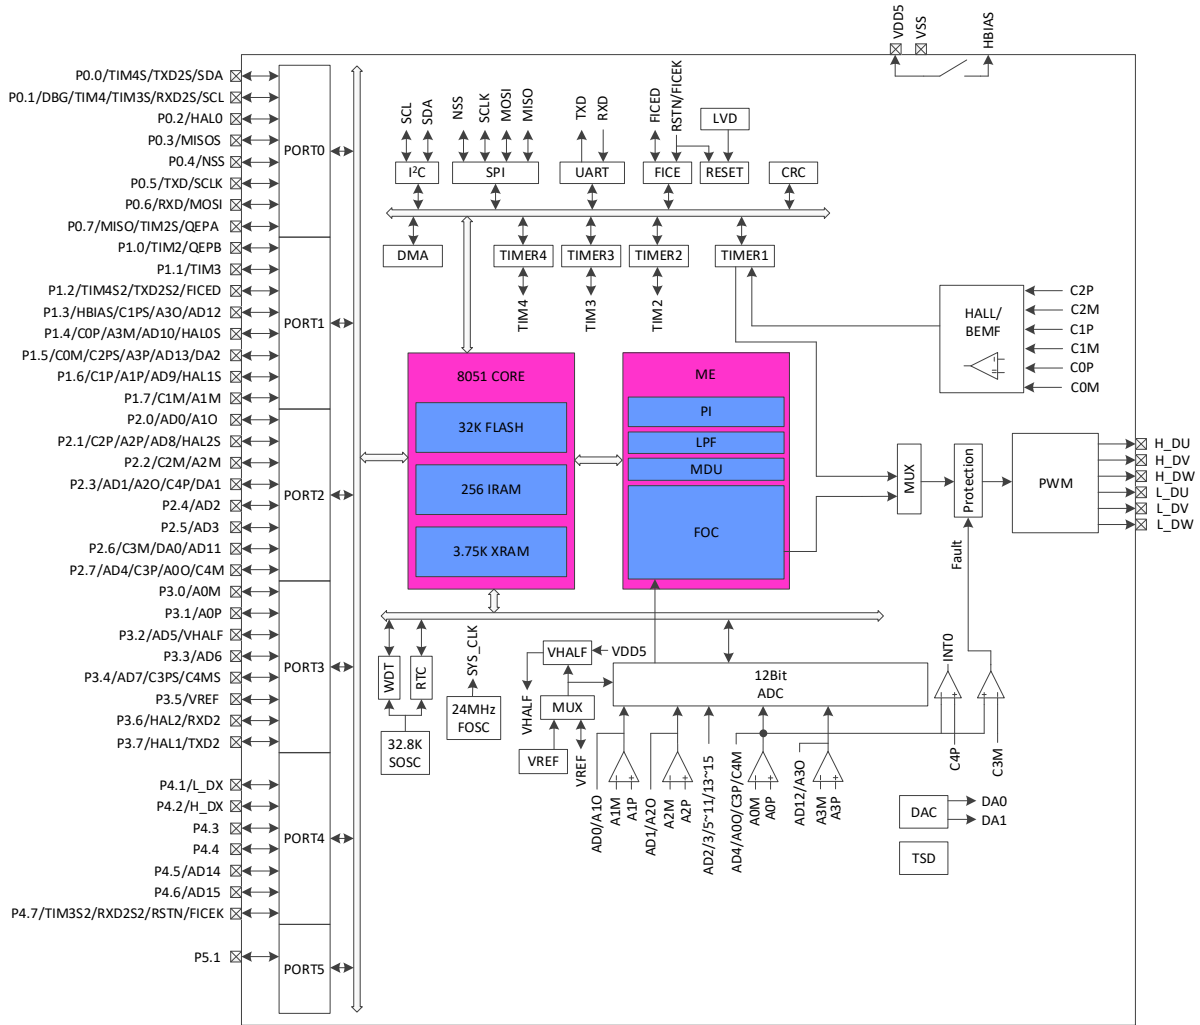 VDD5
VSS
HBIAS
P0.0/TIM4S/TXD2S/SDA
P0.1/DBG/TIM4/TIM3S/RXD2S/SCL
P0.2/HAL0
P0.3/MISOS
P0.4/NSS
P0.5/TXD/SCLK
P0.6/RXD/MOSI
P0.7/MISO/TIM2S/QEPA
P1.0/TIM2/QEPB
P1.1/TIM3
P1.2/TIM4S2/TXD2S2/FICED
P1.3/HBIAS/C1PS/A3O/AD12
P1.4/C0P/A3M/AD10/HAL0S
P1.5/C0M/C2PS/A3P/AD13/DA2
P1.6/C1P/A1P/AD9/HAL1S
P1.7/C1M/A1M
P2.0/AD0/A1O
P2.1/C2P/A2P/AD8/HAL2S
P2.2/C2M/A2M
P2.3/AD1/A2O/C4P/DA1
P2.4/AD2
P2.5/AD3
P2.6/C3M/DA0/AD11
P2.7/AD4/C3P/A0O/C4M
P3.0/A0M
P3.1/A0P
P3.2/AD5/VHALF
P3.3/AD6
P3.4/AD7/C3PS/C4MS
P3.5/VREF
P3.6/HAL2/RXD2
P3.7/HAL1/TXD2
P4.1/L_DX
P4.2/H_DX
P4.3
P4.4
P4.5/AD14
P4.6/AD15
P4.7/TIM3S2/RXD2S2/RSTN/FICEK
P5.1
PORT0
PORT1
PORT2
PORT3
PORT4
PORT5
SCL
SDA
NSS
SCLK
MOSI
MISO
TXD
RXD
FICED
RSTN/FICEK
LVD
I²C
SPI
UART
FICE
RESET
CRC
DMA
TIMER4
TIMER3
TIMER2
TIMER1
TIM4
TIM3
TIM2
HALL/
BEMF
C2P
C2M
C1P
C1M
C0P
C0M
8051 CORE
32K FLASH
256 IRAM
3.75K XRAM
ME
PI
LPF
MDU
FOC
MUX
Protection
Fault
PWM
H_DU
H_DV
H_DW
L_DU
L_DV
L_DW
WDT
RTC
32.8K
SOSC
SYS_CLK
24MHz
FOSC
VHALF
VDD5
VHALF
MUX
VREF
VREF
12Bit
ADC
AD0/A1O
A1M
A1P
AD1/A2O
A2M
A2P
AD2/3/5~11/13~15
AD4/A0O/C3P/C4M
A0M
A0P
AD12/A3O
A3M
A3P
INT0
C4P
C3M
DAC
DA0
DA1
TSD